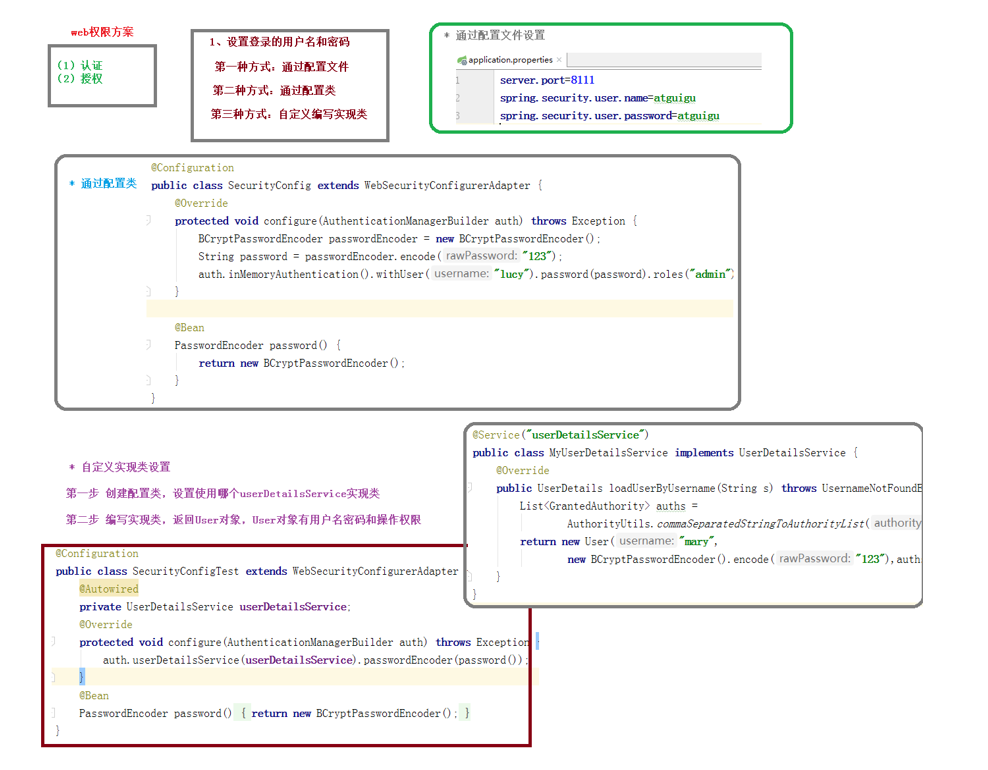 web权限方案
(1) 认证
(2) 授权
1、设置登录的用户名和密码
第一种方式：通过配置文件
第二种方式：通过配置类
第三种方式：自定义编写实现类
* 通过配置文件设置
application.properties ×
1 server.port=8111
2 spring.security.user.name=atguigu
3 spring.security.user.password=atguigu
* 通过配置类
@Configuration
public class SecurityConfig extends WebSecurityConfigurerAdapter {
@Override
protected void configure(AuthenticationManagerBuilder auth) throws Exception {
BCryptPasswordEncoder passwordEncoder = new BCryptPasswordEncoder();
String password = passwordEncoder.encode( rawPassword: "123");
auth.inMemoryAuthentication().withUser( username: "lucy").password(password).roles("admin")
}
@Bean
PasswordEncoder password() {
return new BCryptPasswordEncoder();
}
}
* 自定义实现类设置
第一步 创建配置类，设置使用哪个userDetailsService实现类
第二步 编写实现类，返回User对象，User对象有用户名密码和操作权限
@Service("userDetailsService")
public class MyUserDetailsService implements UserDetailsService {
@Override
public UserDetails loadUserByUsername(String s) throws UsernameNotFoundE
List<GrantedAuthority> auths =
AuthorityUtils.commaSeparatedStringToAuthorityList( authority
return new User( username: "mary",
new BCryptPasswordEncoder().encode( rawPassword: "123"),auth
}
}
@Configuration
public class SecurityConfigTest extends WebSecurityConfigurerAdapter
@Autowired
private UserDetailsService userDetailsService;
@Override
protected void configure(AuthenticationManagerBuilder auth) throws Exception {
auth.userDetailsService(userDetailsService).passwordEncoder(password());
}
@Bean
PasswordEncoder password() { return new BCryptPasswordEncoder(); }
}